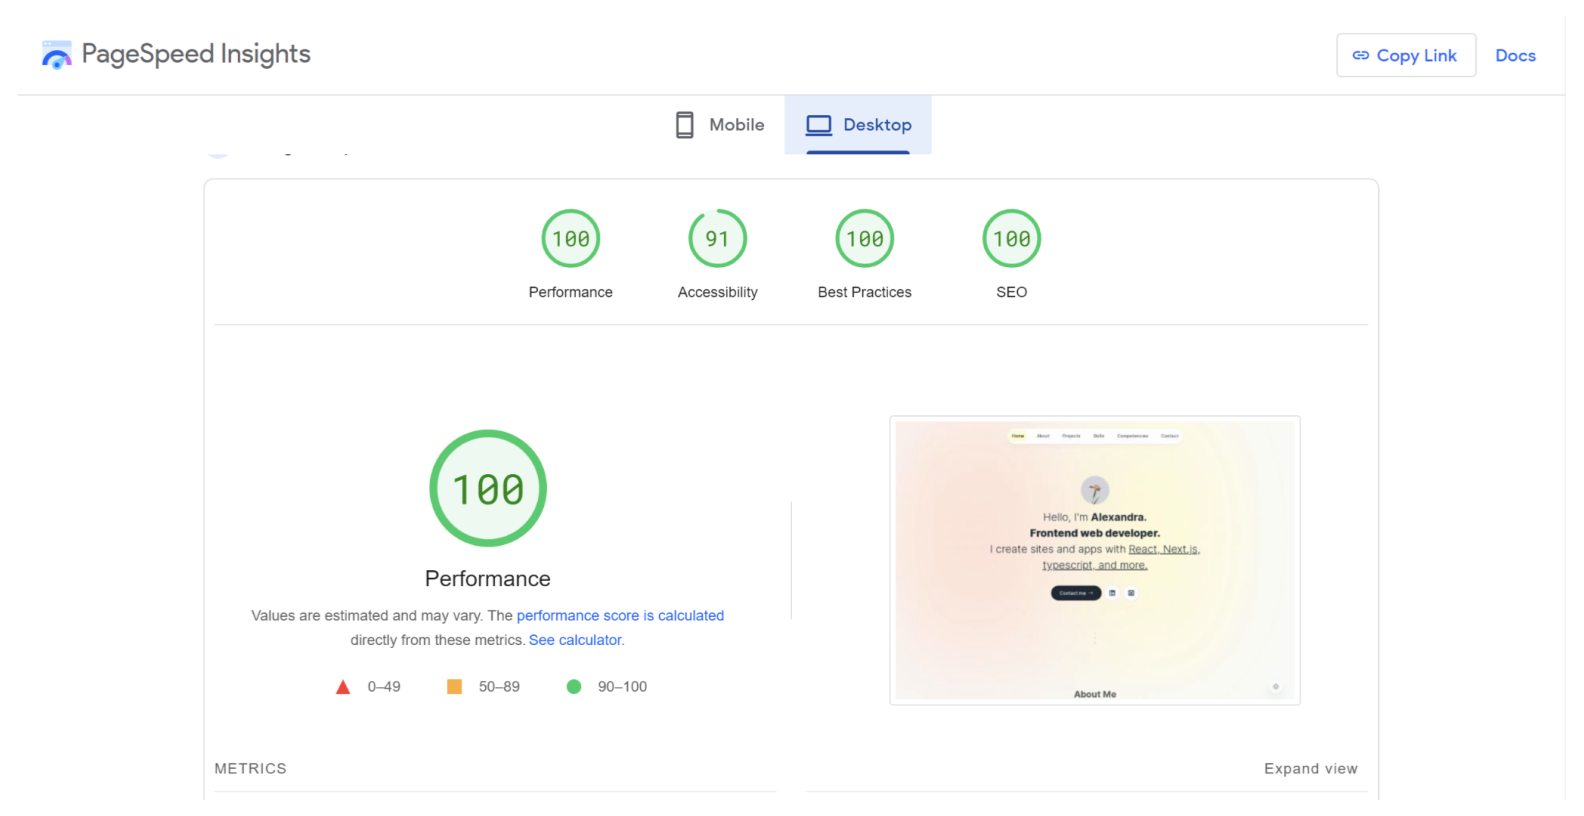 PageSpeed Insights
Copy Link
Docs
Mobile
Desktop
100
91
100
100
Performance
Accessibility
Best Practices
SEO
100
Performance
Values are estimated and may vary. The performance score is calculated
directly from these metrics. See calculator.
0–49
50–89
90–100
Home About Projects Skills Competencies Contact
Hello, I'm Alexandra.
Frontend web developer.
I create sites and apps with React, Next.js,
typescript, and more.
Contact me →
About Me
METRICS
Expand view